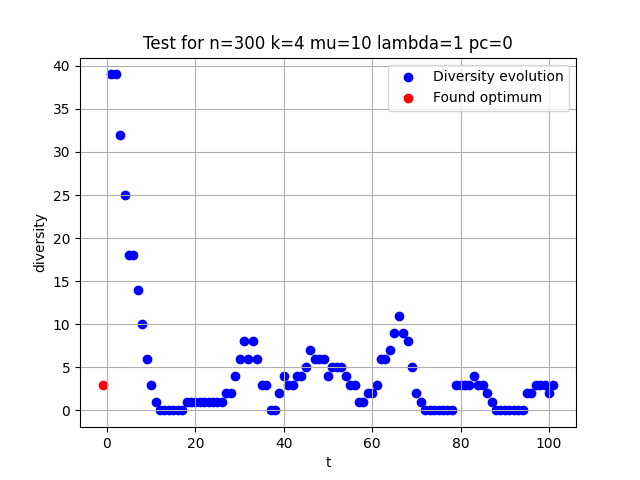 Test for n=300 k=4 mu=10 lambda=1 pc=0
Diversity evolution
Found optimum
40
35
30
25
20
15
10
5
0
diversity
0 20 40 60 80 100
t